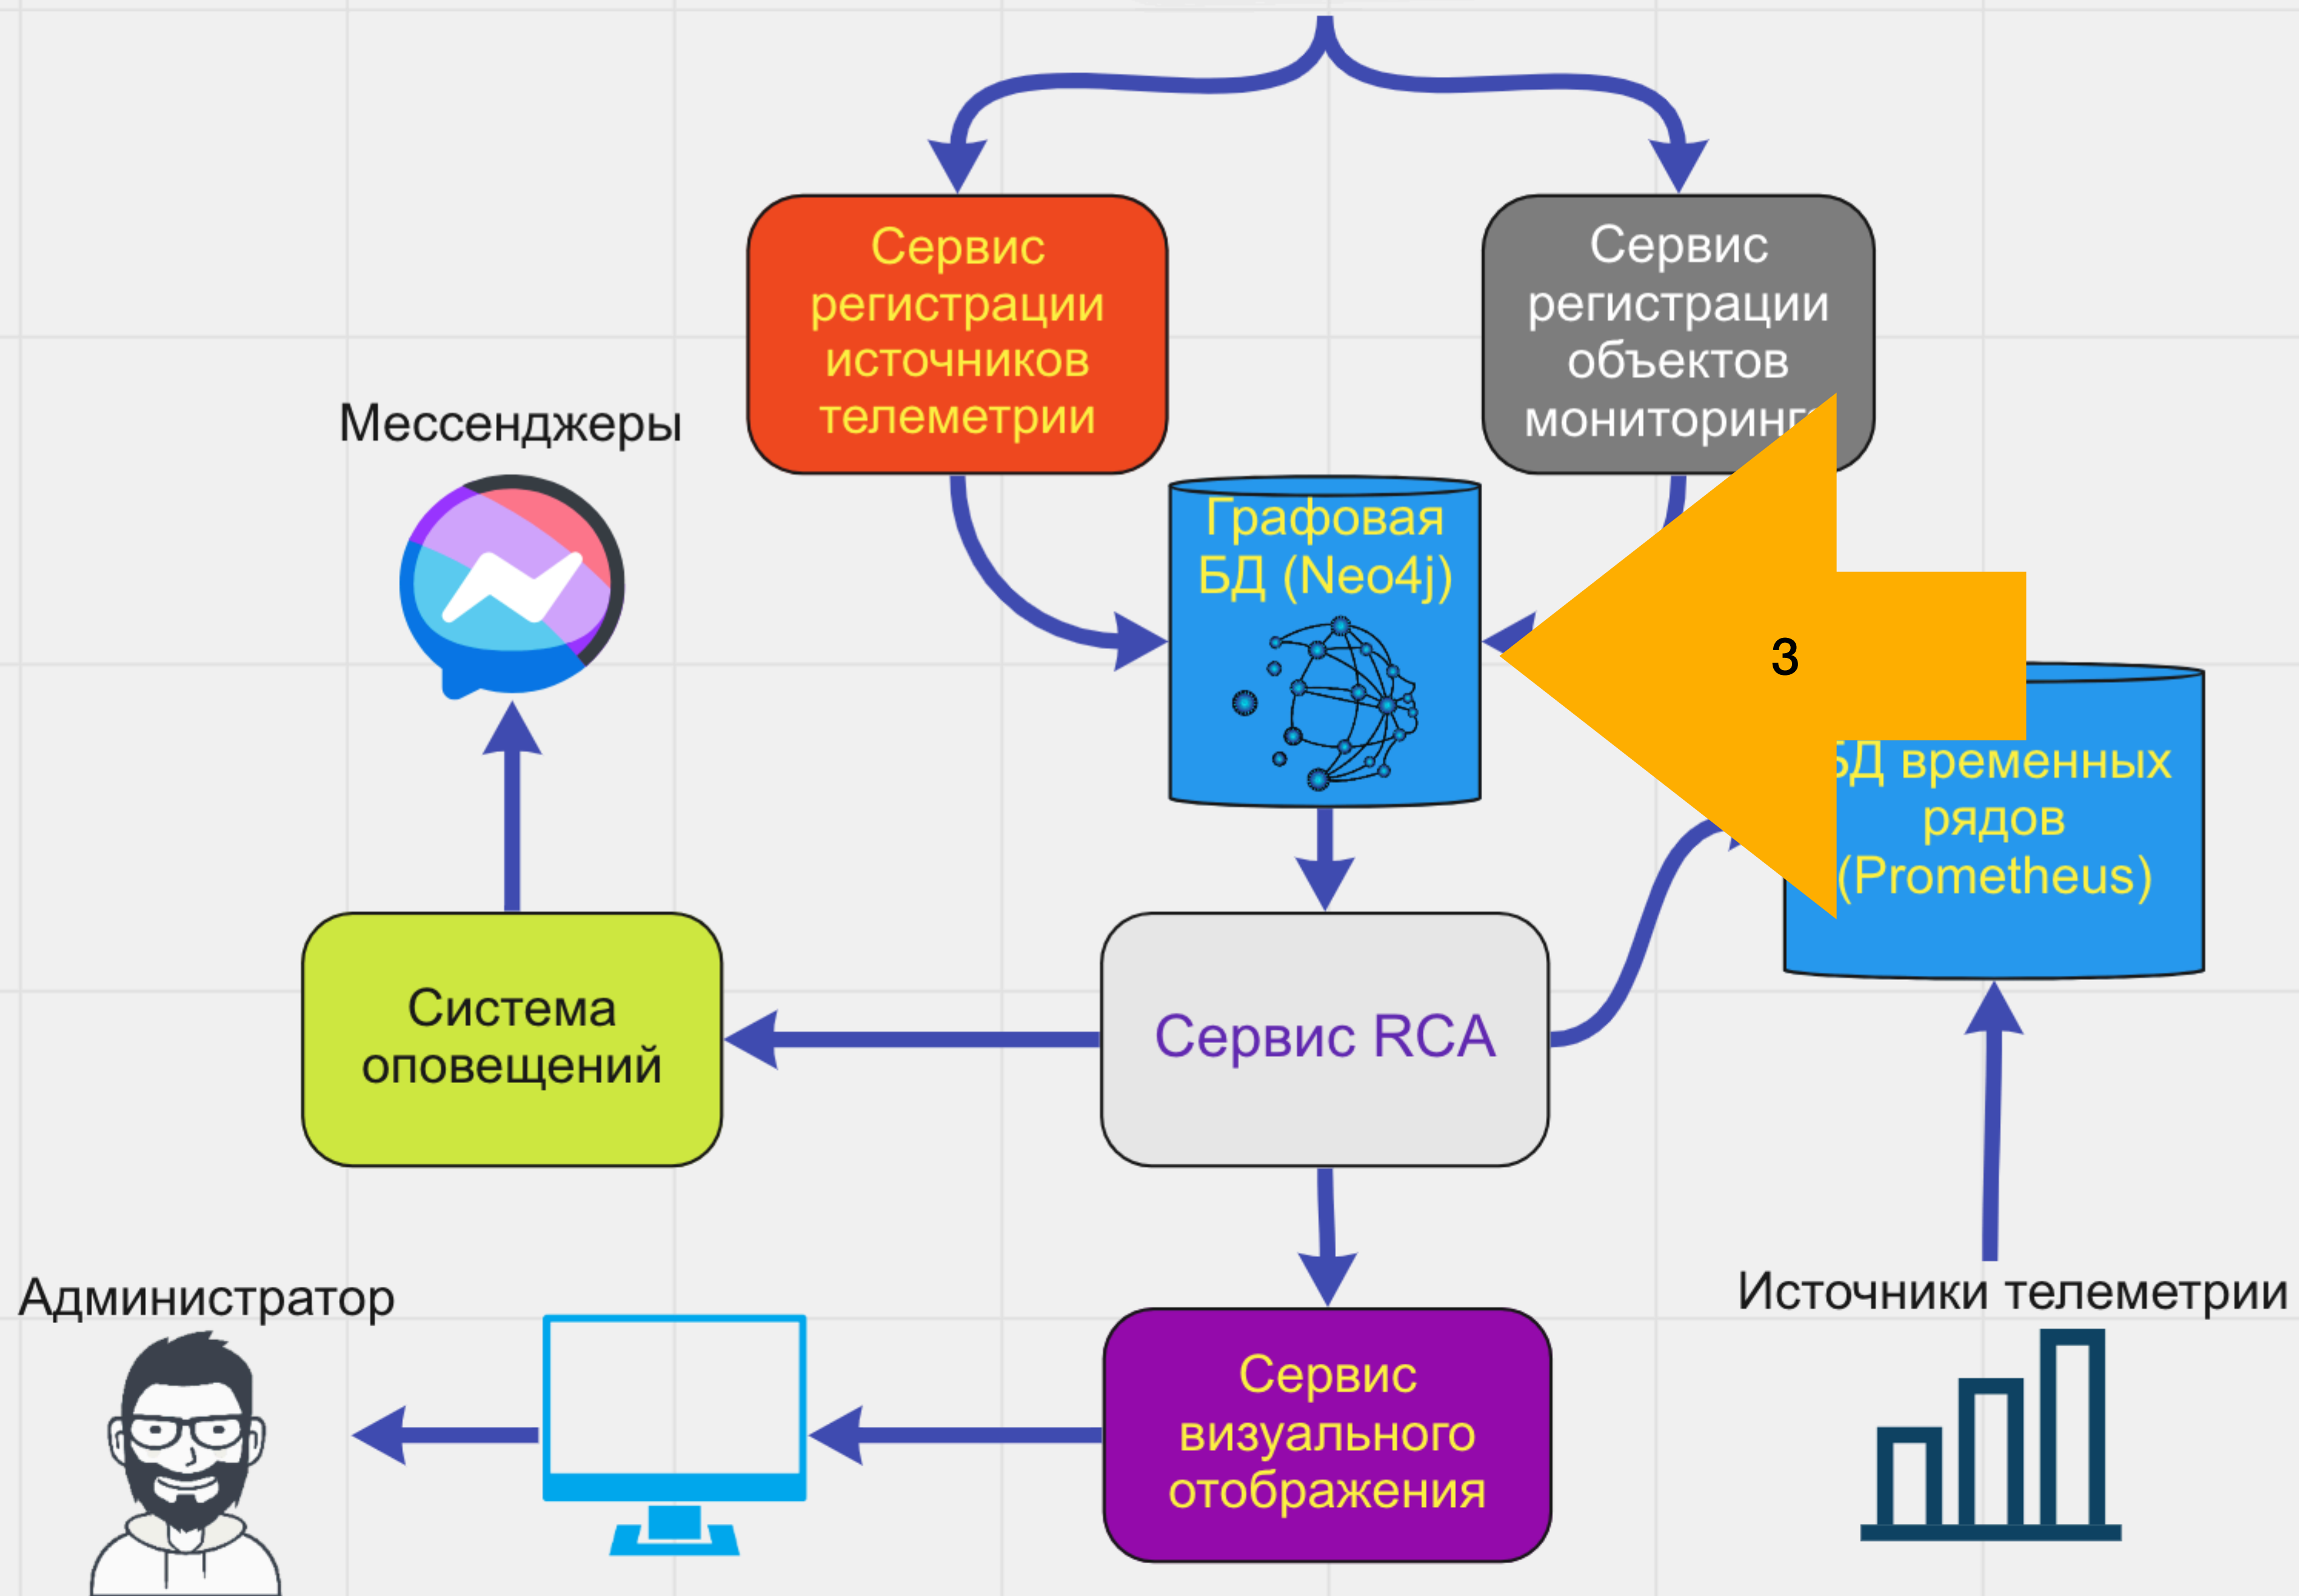 Сервис
регистрации
источников
телеметрии
Сервис
регистрации
объектов
Мессенджеры
Графовая
БД (Neo4j)
3
временных
рядов
(Prometheus)
Система
оповещений
Сервис RCA
Администратор
Источники телеметрии
Сервис
визуального
отображения